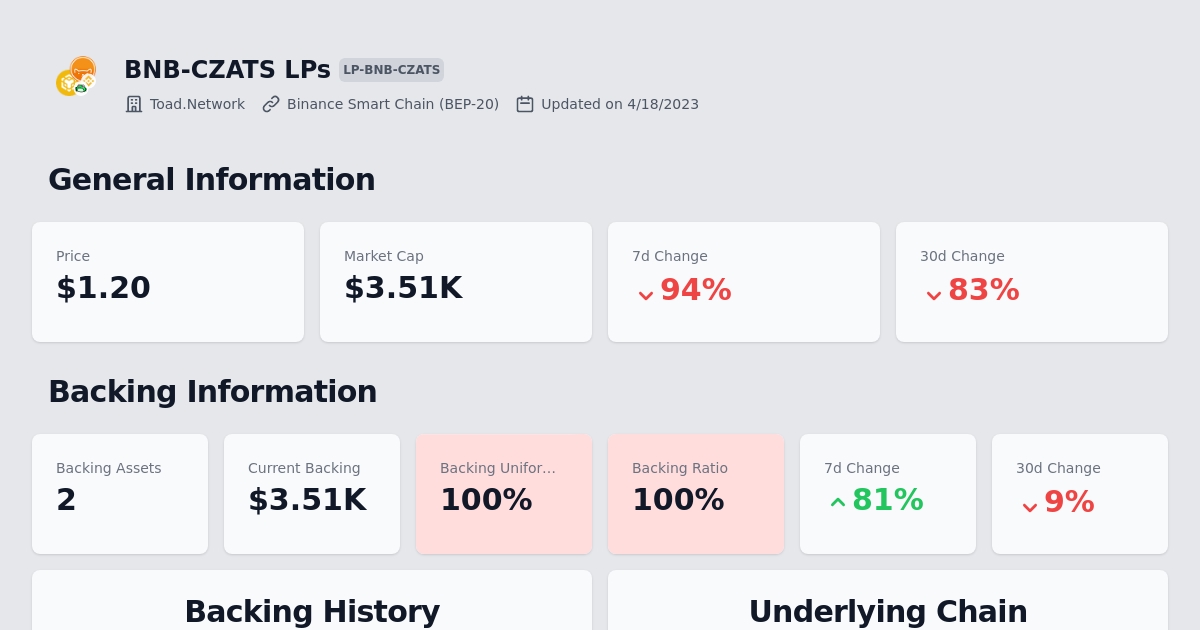 BNB-CZATS LPs LP-BNB-CZATS
Toad.Network Binance Smart Chain (BEP-20) Updated on 4/18/2023
General Information
Price Market Cap 7d Change 30d Change
$1.20 $3.51K 94% 83%
Backing Information
Backing Assets Current Backing Backing Unifor… Backing Ratio 7d Change 30d Change
2 $3.51K 100% 100% 81% 9%
Backing History Underlying Chain